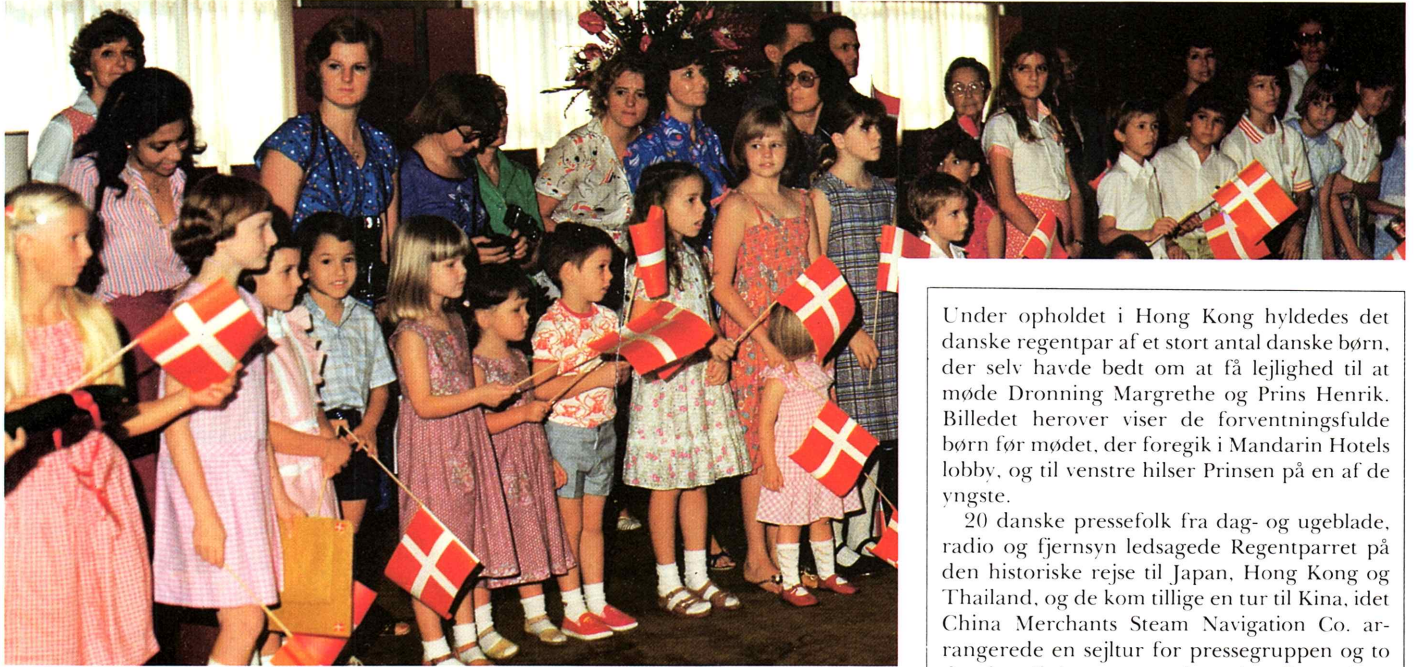 Under opholdet i Hong Kong hyldedes det
danske regentpar af et stort antal danske børn,
der selv havde bedt om at få lejlighed til at
møde Dronning Margrethe og Prins Henrik.
Billedet herover viser de forventningsfulde
børn før mødet, der foregik i Mandarin Hotels
lobby, og til venstre hilser Prinsen på en af de
yngste.
20 danske pressefolk fra dag- og ugeblade,
radio og fjernsyn ledsagede Regentparret på
den historiske rejse til Japan, Hong Kong og
Thailand, og de kom tillige en tur til Kina, idet
China Merchants Steam Navigation Co. ar-
rangerede en sejltur for pressegruppen og to